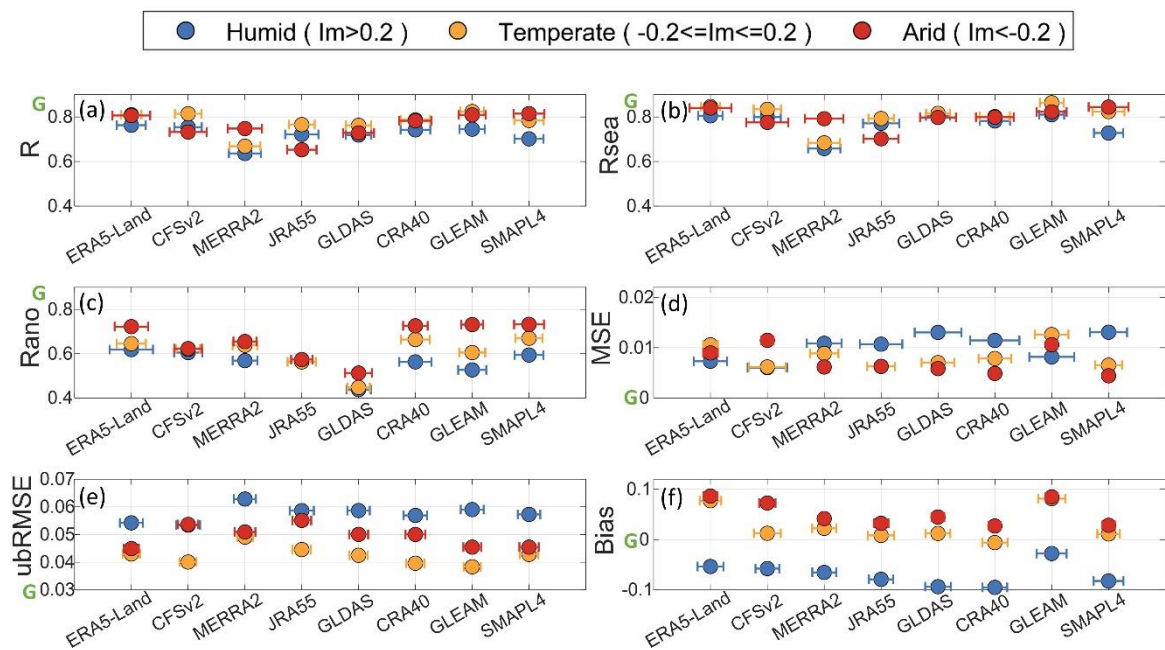 Humid ( Im>0.2 ) Temperate ( -0.2<=Im<=0.2 ) Arid ( Im<-0.2 )
(a)
G
0.8
0.6
0.4
R
ERA5-Land CFSv2 MERRA2 JRA55 GLDAS CRA40 GLEAM SMAPL4
(b)
G
0.8
0.6
0.4
Rsea
ERA5-Land CFSv2 MERRA2 JRA55 GLDAS CRA40 GLEAM SMAPL4
(c)
G
0.8
0.6
0.4
Rano
ERA5-Land CFSv2 MERRA2 JRA55 GLDAS CRA40 GLEAM SMAPL4
(d)
0.02
0.01
G 0
MSE
ERA5-Land CFSv2 MERRA2 JRA55 GLDAS CRA40 GLEAM SMAPL4
(e)
0.07
0.06
0.05
0.04
0.03
G
ubRMSE
ERA5-Land CFSv2 MERRA2 JRA55 GLDAS CRA40 GLEAM SMAPL4
(f)
0.1
G 0
-0.1
Bias
ERA5-Land CFSv2 MERRA2 JRA55 GLDAS CRA40 GLEAM SMAPL4